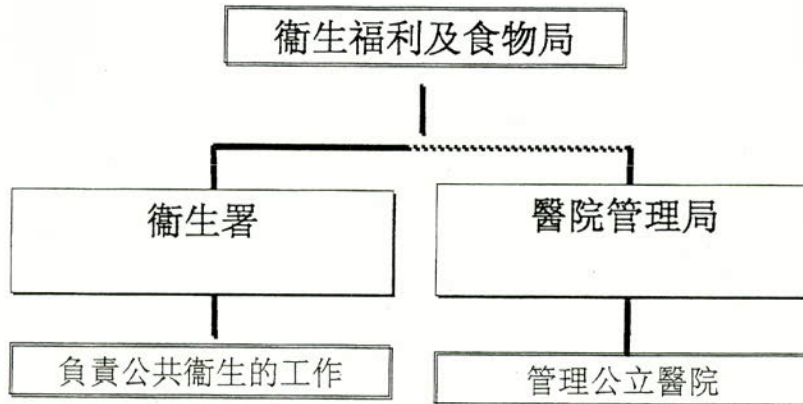 衞生福利及食物局
衞生署
醫院管理局
負責公共衞生的工作
管理公立醫院